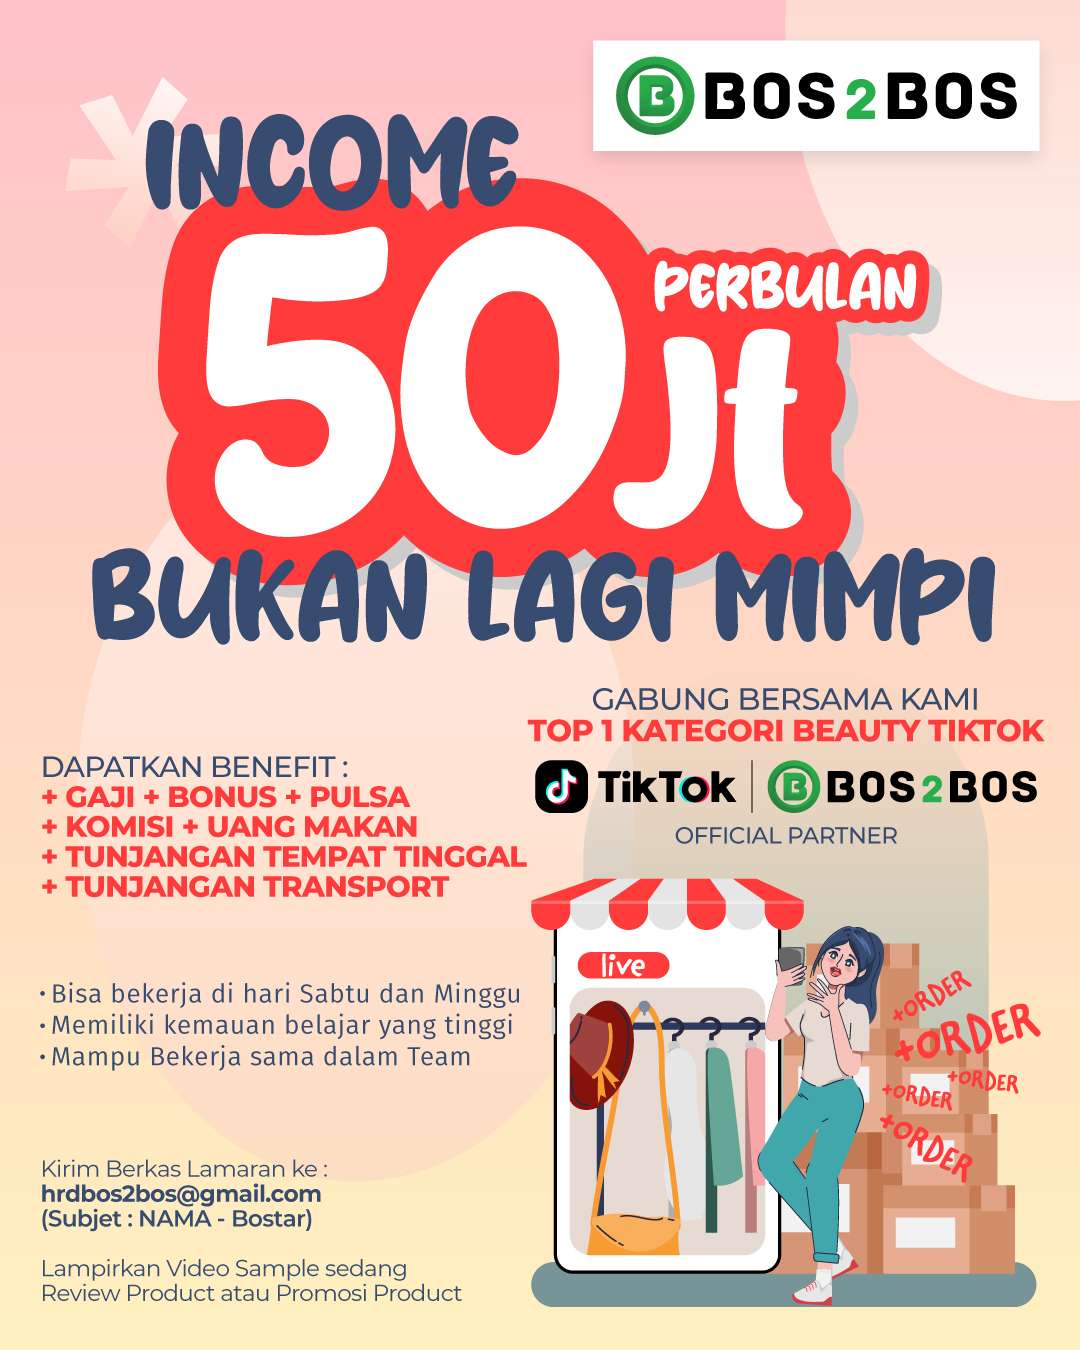 BOS2BOS
INCOME
50Jt
PERBULAN
BUKAN LAGI MIMPI
GABUNG BERSAMA KAMI
TOP 1 KATEGORI BEAUTY TIKTOK
TikTok | BOS2BOS
OFFICIAL PARTNER
DAPATKAN BENEFIT :
+ GAJI + BONUS + PULSA
+ KOMISI + UANG MAKAN
+ TUNJANGAN TEMPAT TINGGAL
+ TUNJANGAN TRANSPORT
• Bisa bekerja di hari Sabtu dan Minggu
• Memiliki kemauan belajar yang tinggi
• Mampu Bekerja sama dalam Team
live
+ORDER
+ORDER
+ORDER
+ORDER
+ORDER
Kirim Berkas Lamaran ke :
hrdbos2bos@gmail.com
(Subjet : NAMA - Bostar)
Lampirkan Video Sample sedang
Review Product atau Promosi Product